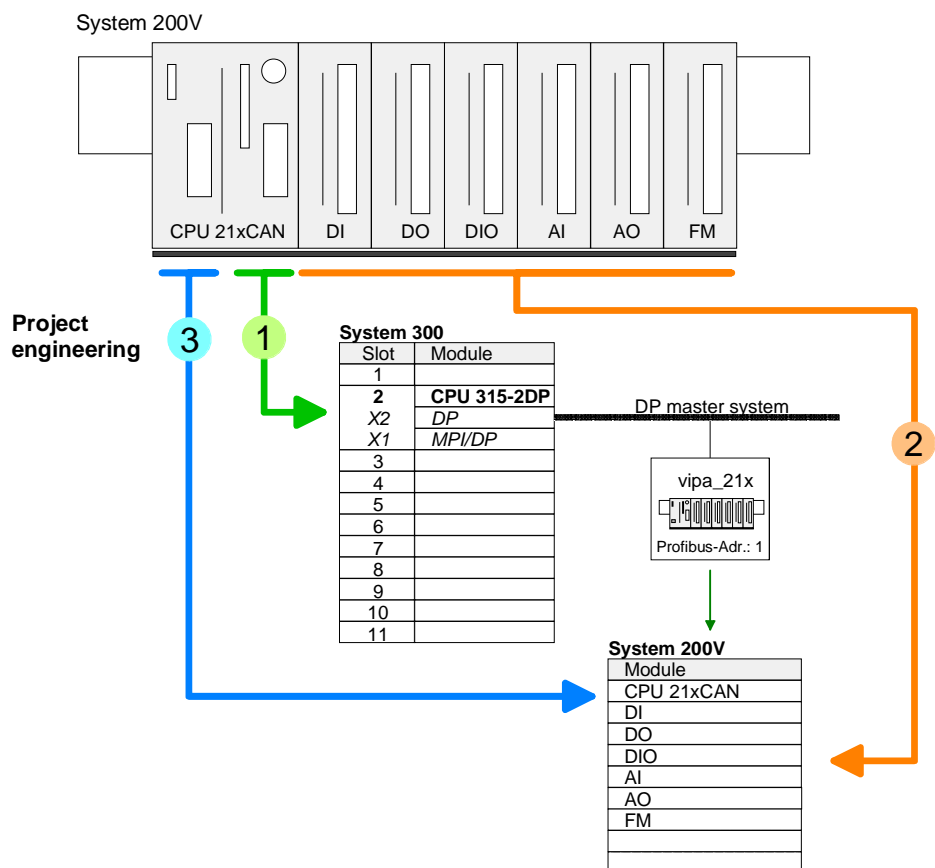 System 200V
CPU 21xCAN DI DO DIO AI AO FM
Project
engineering
3
1
2
System 300
Slot Module
1
2 CPU 315-2DP
X2 DP
X1 MPI/DP
3
4
5
6
7
8
9
10
11
DP master system
vipa_21x
Profibus-Adr.: 1
System 200V
Module
CPU 21xCAN
DI
DO
DIO
AI
AO
FM